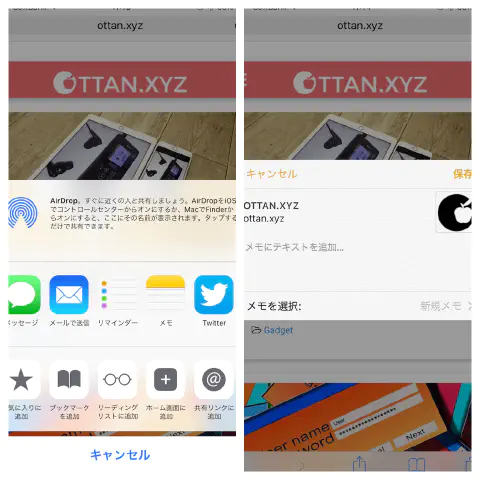 ottan.xyz
OTTAN.XYZ
AirDrop。すぐに近くの人と共有しましょう。AirDropをiOS
でコントロールセンターからオンにするか、MacでFinderか
らオンにすると、ここにその名前が表示されます。タップする
だけで共有できます。
メッセージ
メールで送信
リマインダー
メモ
Twitter
気に入りに
追加
ブックマーク
を追加
リーディング
リストに追加
ホーム画面に
追加
共有リンクに
追加
キャンセル
ottan.xyz
OTTAN.XYZ
キャンセル
保存
OTTAN.XYZ
ottan.xyz
メモにテキストを追加...
メモを選択:
新規メモ
Gadget
User
user name
Next